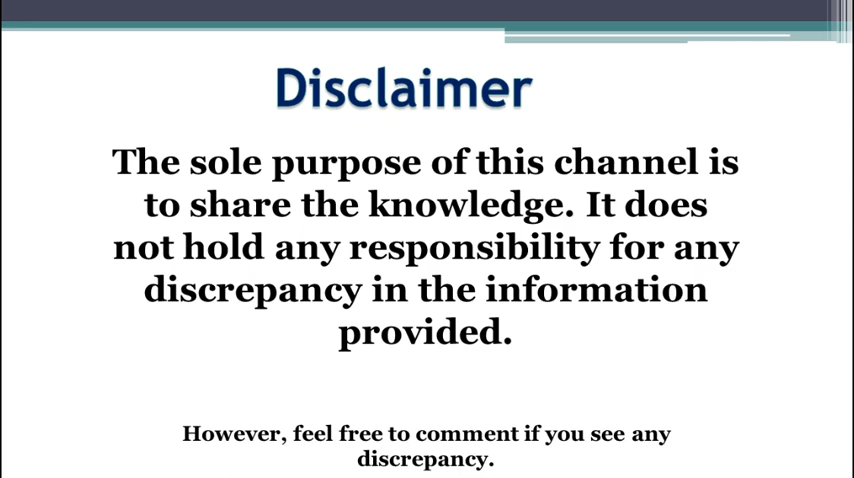 Disclaimer
The sole purpose of this channel is
to share the knowledge. It does
not hold any responsibility for any
discrepancy in the information
provided.
However, feel free to comment if you see any
discrepancy.